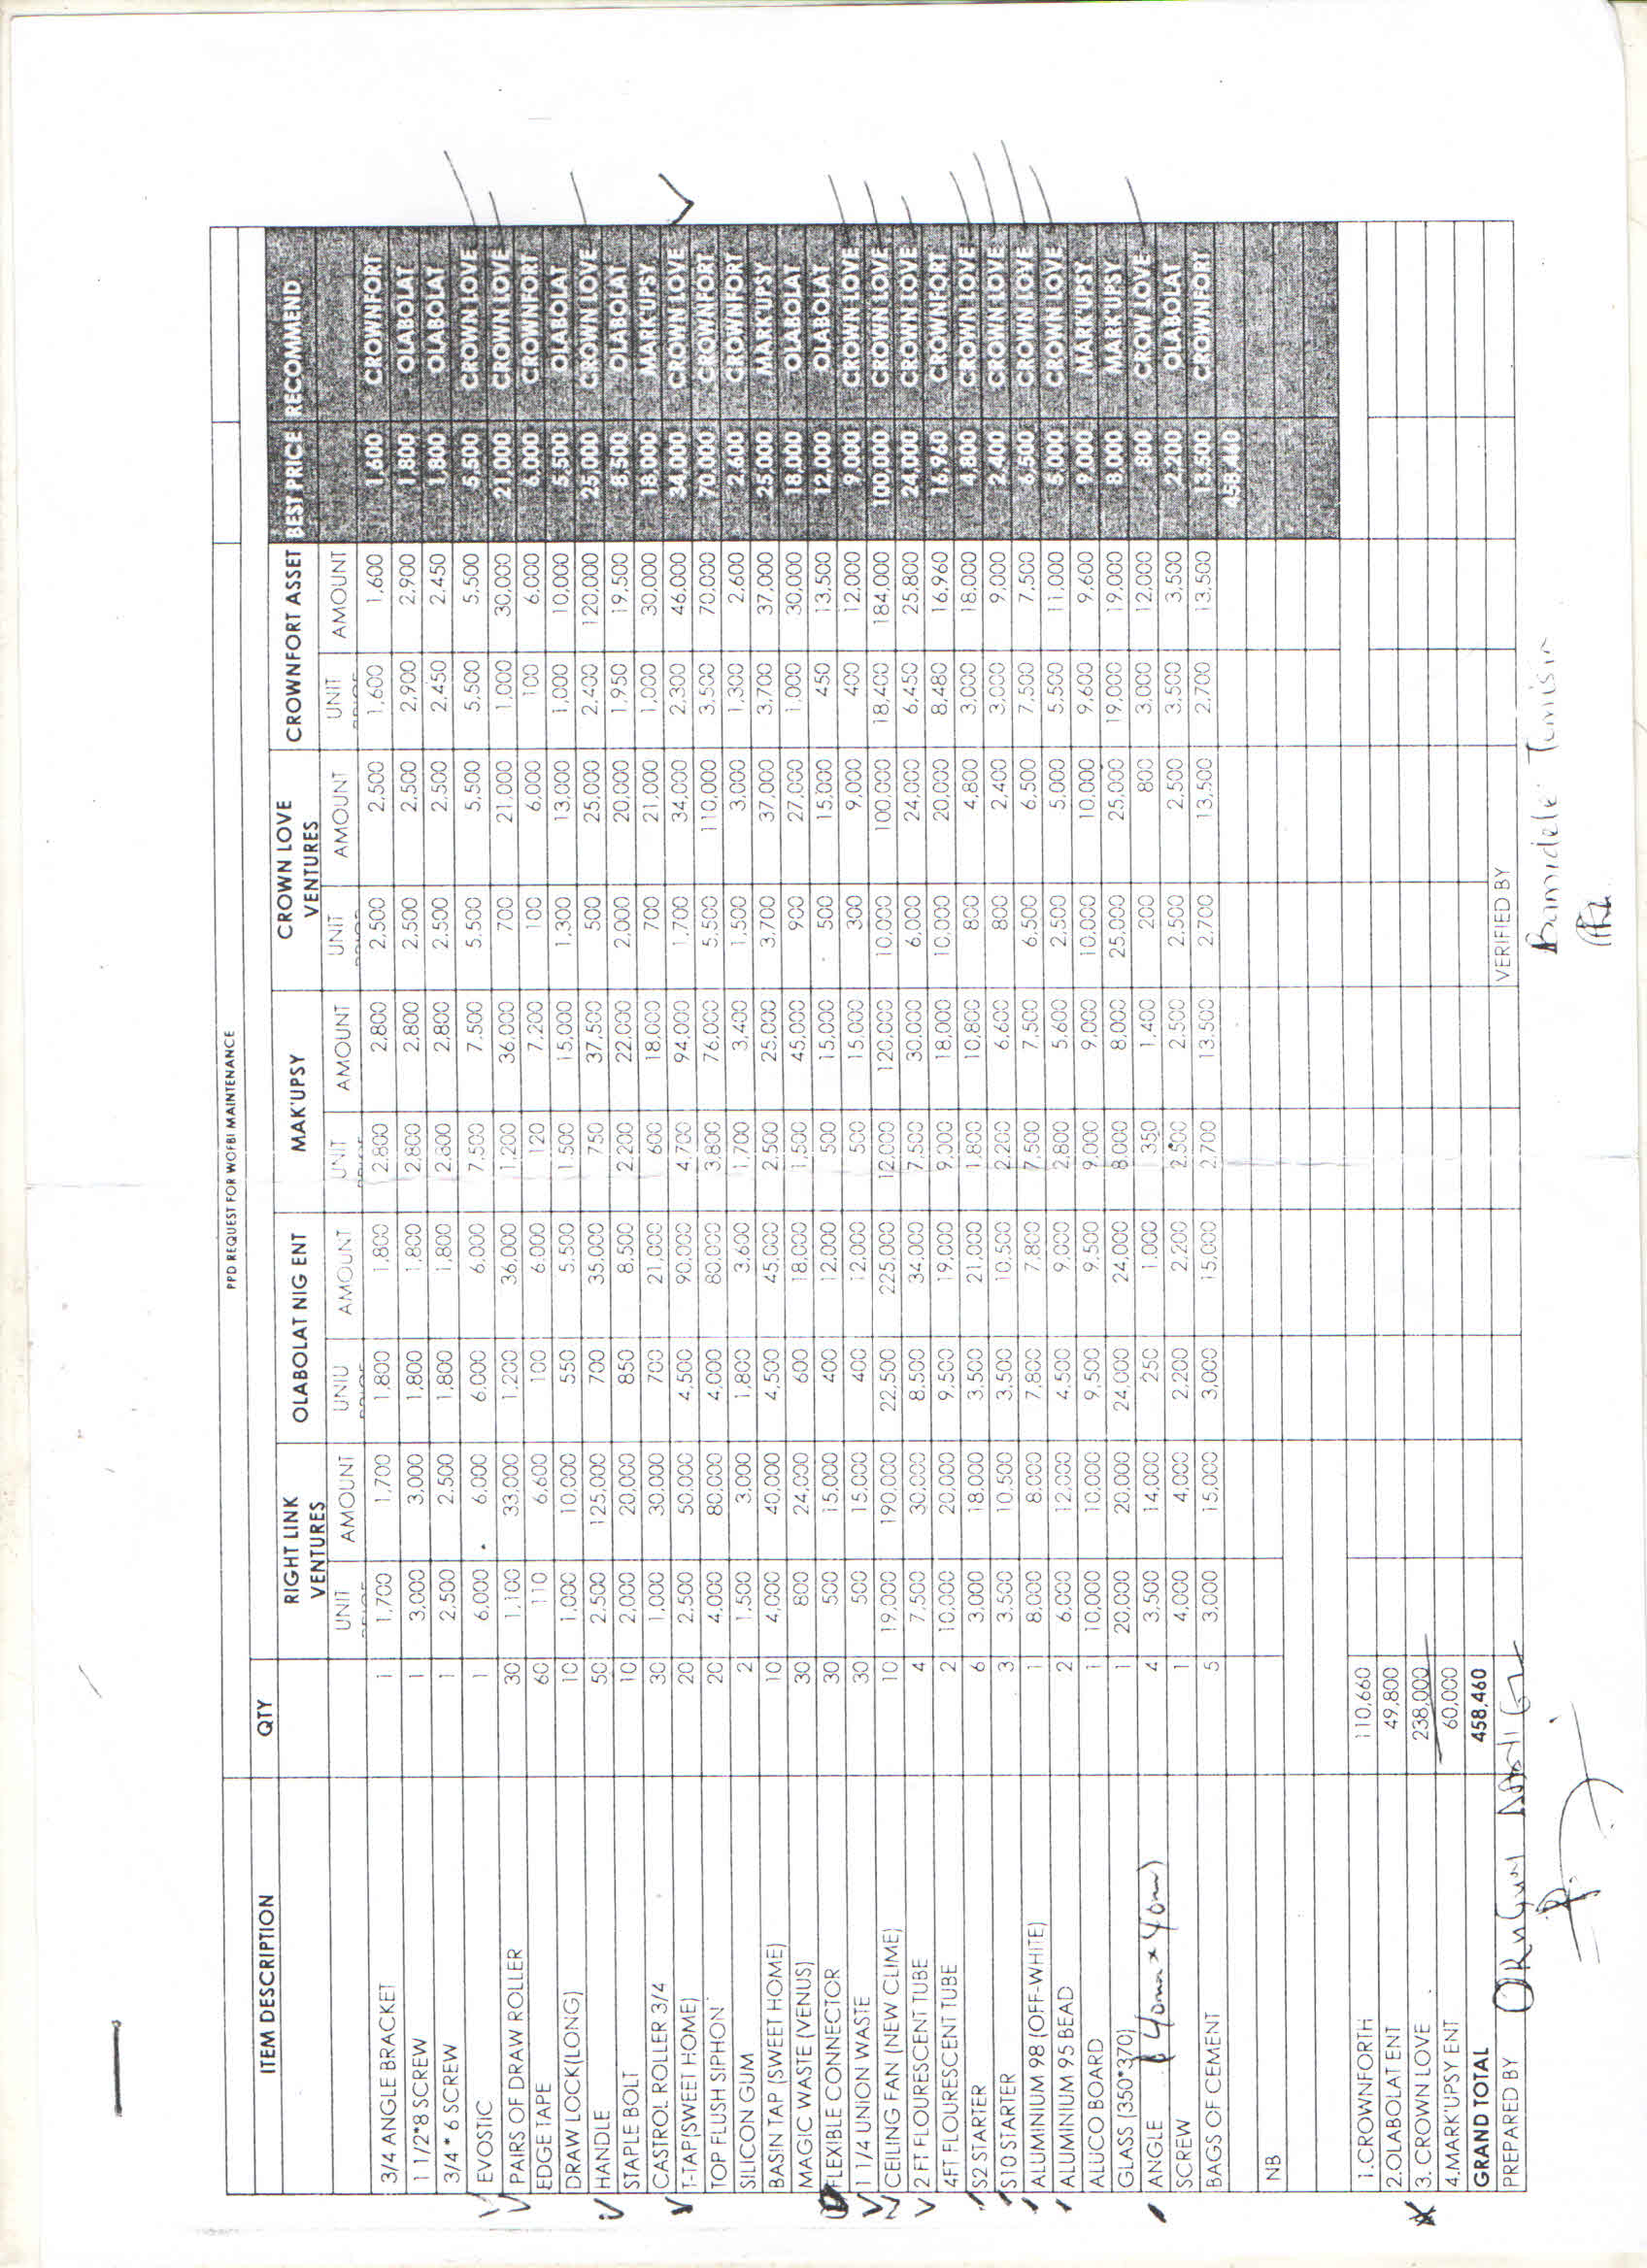 PPD REQUEST FOR WOFBI MAINTENANCE
ITEM DESCRIPTION QTY RIGHT LINK VENTURES OLABOLAT NIG ENT MAK'UPSY CROWN LOVE VENTURES CROWNFORT ASSET BEST PRICE RECOMMEND
UNIT AMOUNT UNIU AMOUNT UNIT AMOUNT UNIT AMOUNT UNIT AMOUNT
3/4 ANGLE BRACKET 1 1,700 1,700 1,800 1,800 2,800 2,800 2,500 2,500 1,600 1,600 1,600 CROWNFORT
1 1/2*8 SCREW 1 3,000 3,000 1,800 1,800 2,800 2,800 2,500 2,500 2,900 2,900 1,800 OLABOLAT
3/4 * 6 SCREW 1 2,500 2,500 1,800 1,800 2,800 2,800 2,500 2,500 2,450 2,450 1,800 OLABOLAT
EVOSTIC 1 6,000 6,000 6,000 6,000 7,500 7,500 5,500 5,500 5,500 5,500 5,500 CROWN LOVE
PAIRS OF DRAW ROLLER 30 1,100 33,000 1,200 36,000 1,200 36,000 700 21,000 1,000 30,000 21,000 CROWN LOVE
EDGE TAPE 60 110 6,600 100 6,000 120 7,200 100 6,000 100 6,000 6,000 CROWNFORT
DRAW LOCK(LONG) 10 1,000 10,000 550 5,500 1,500 15,000 1,300 13,000 1,000 10,000 5,500 OLABOLAT
HANDLE 50 2,500 125,000 700 35,000 750 37,500 500 25,000 2,400 120,000 25,000 CROWN LOVE
STAPLE BOLT 10 2,000 20,000 850 8,500 2,200 22,000 2,000 20,000 1,950 19,500 8,500 OLABOLAT
CASTROL ROLLER 3/4 30 1,000 30,000 700 21,000 600 18,000 700 21,000 1,000 30,000 18,000 MARK'UPSY
T-TAP(SWEET HOME) 20 2,500 50,000 4,500 90,000 4,700 94,000 1,700 34,000 2,300 46,000 34,000 CROWN LOVE
TOP FLUSH SIPHON 20 4,000 80,000 4,000 80,000 3,800 76,000 5,500 110,000 3,500 70,000 70,000 CROWNFORT
SILICON GUM 2 1,500 3,000 1,800 3,600 1,700 3,400 1,500 3,000 1,300 2,600 2,600 CROWNFORT
BASIN TAP (SWEET HOME) 10 4,000 40,000 4,500 45,000 2,500 25,000 3,700 37,000 3,700 37,000 25,000 MARK'UPSY
MAGIC WASTE (VENUS) 30 800 24,000 600 18,000 1,500 45,000 900 27,000 1,000 30,000 18,000 OLABOLAT
FLEXIBLE CONNECTOR 30 500 15,000 400 12,000 500 15,000 500 15,000 450 13,500 12,000 OLABOLAT
1 1/4 UNION WASTE 30 500 15,000 400 12,000 500 15,000 300 9,000 400 12,000 9,000 CROWN LOVE
CEILING FAN (NEW CLIME) 10 19,000 190,000 22,500 225,000 12,000 120,000 10,000 100,000 18,400 184,000 100,000 CROWN LOVE
2 FT FLOURESCENT TUBE 4 7,500 30,000 8,500 34,000 7,500 30,000 6,000 24,000 6,450 25,800 24,000 CROWN LOVE
4FT FLOURESCENT TUBE 2 10,000 20,000 9,500 19,000 9,000 18,000 10,000 20,000 8,480 16,960 16,960 CROWNFORT
S2 STARTER 6 3,000 18,000 3,500 21,000 1,800 10,800 800 4,800 3,000 18,000 4,800 CROWN LOVE
S10 STARTER 3 3,500 10,500 3,500 10,500 2,200 6,600 800 2,400 3,000 9,000 2,400 CROWN LOVE
ALUMINIUM 98 (OFF-WHITE) 1 8,000 8,000 7,800 7,800 7,500 7,500 6,500 6,500 7,500 7,500 6,500 CROWN LOVE
ALUMINIUM 95 BEAD 2 6,000 12,000 4,500 9,000 2,800 5,600 2,500 5,000 5,500 11,000 5,000 CROWN LOVE
ALUCO BOARD 1 10,000 10,000 9,500 9,500 9,000 9,000 10,000 10,000 9,600 9,600 9,000 MARK'UPSY
GLASS (350*370) 1 20,000 20,000 24,000 24,000 8,000 8,000 25,000 25,000 19,000 19,000 8,000 MARK'UPSY
ANGLE (40mm x 40m) 4 3,500 14,000 250 1,000 350 1,400 200 800 3,000 12,000 800 CROW LOVE
SCREW 1 4,000 4,000 2,200 2,200 2,500 2,500 2,500 2,500 3,500 3,500 2,200 OLABOLAT
BAGS OF CEMENT 5 3,000 15,000 3,000 15,000 2,700 13,500 2,700 13,500 2,700 13,500 13,500 CROWNFORT
458,460
NB
1.CROWNFORTH 110,660
2.OLABOLAT ENT 49,800
3. CROWN LOVE 238,000
4.MARK'UPSY ENT 60,000
GRAND TOTAL 458,460
PREPARED BY VERIFIED BY
Bamidele Tunisin